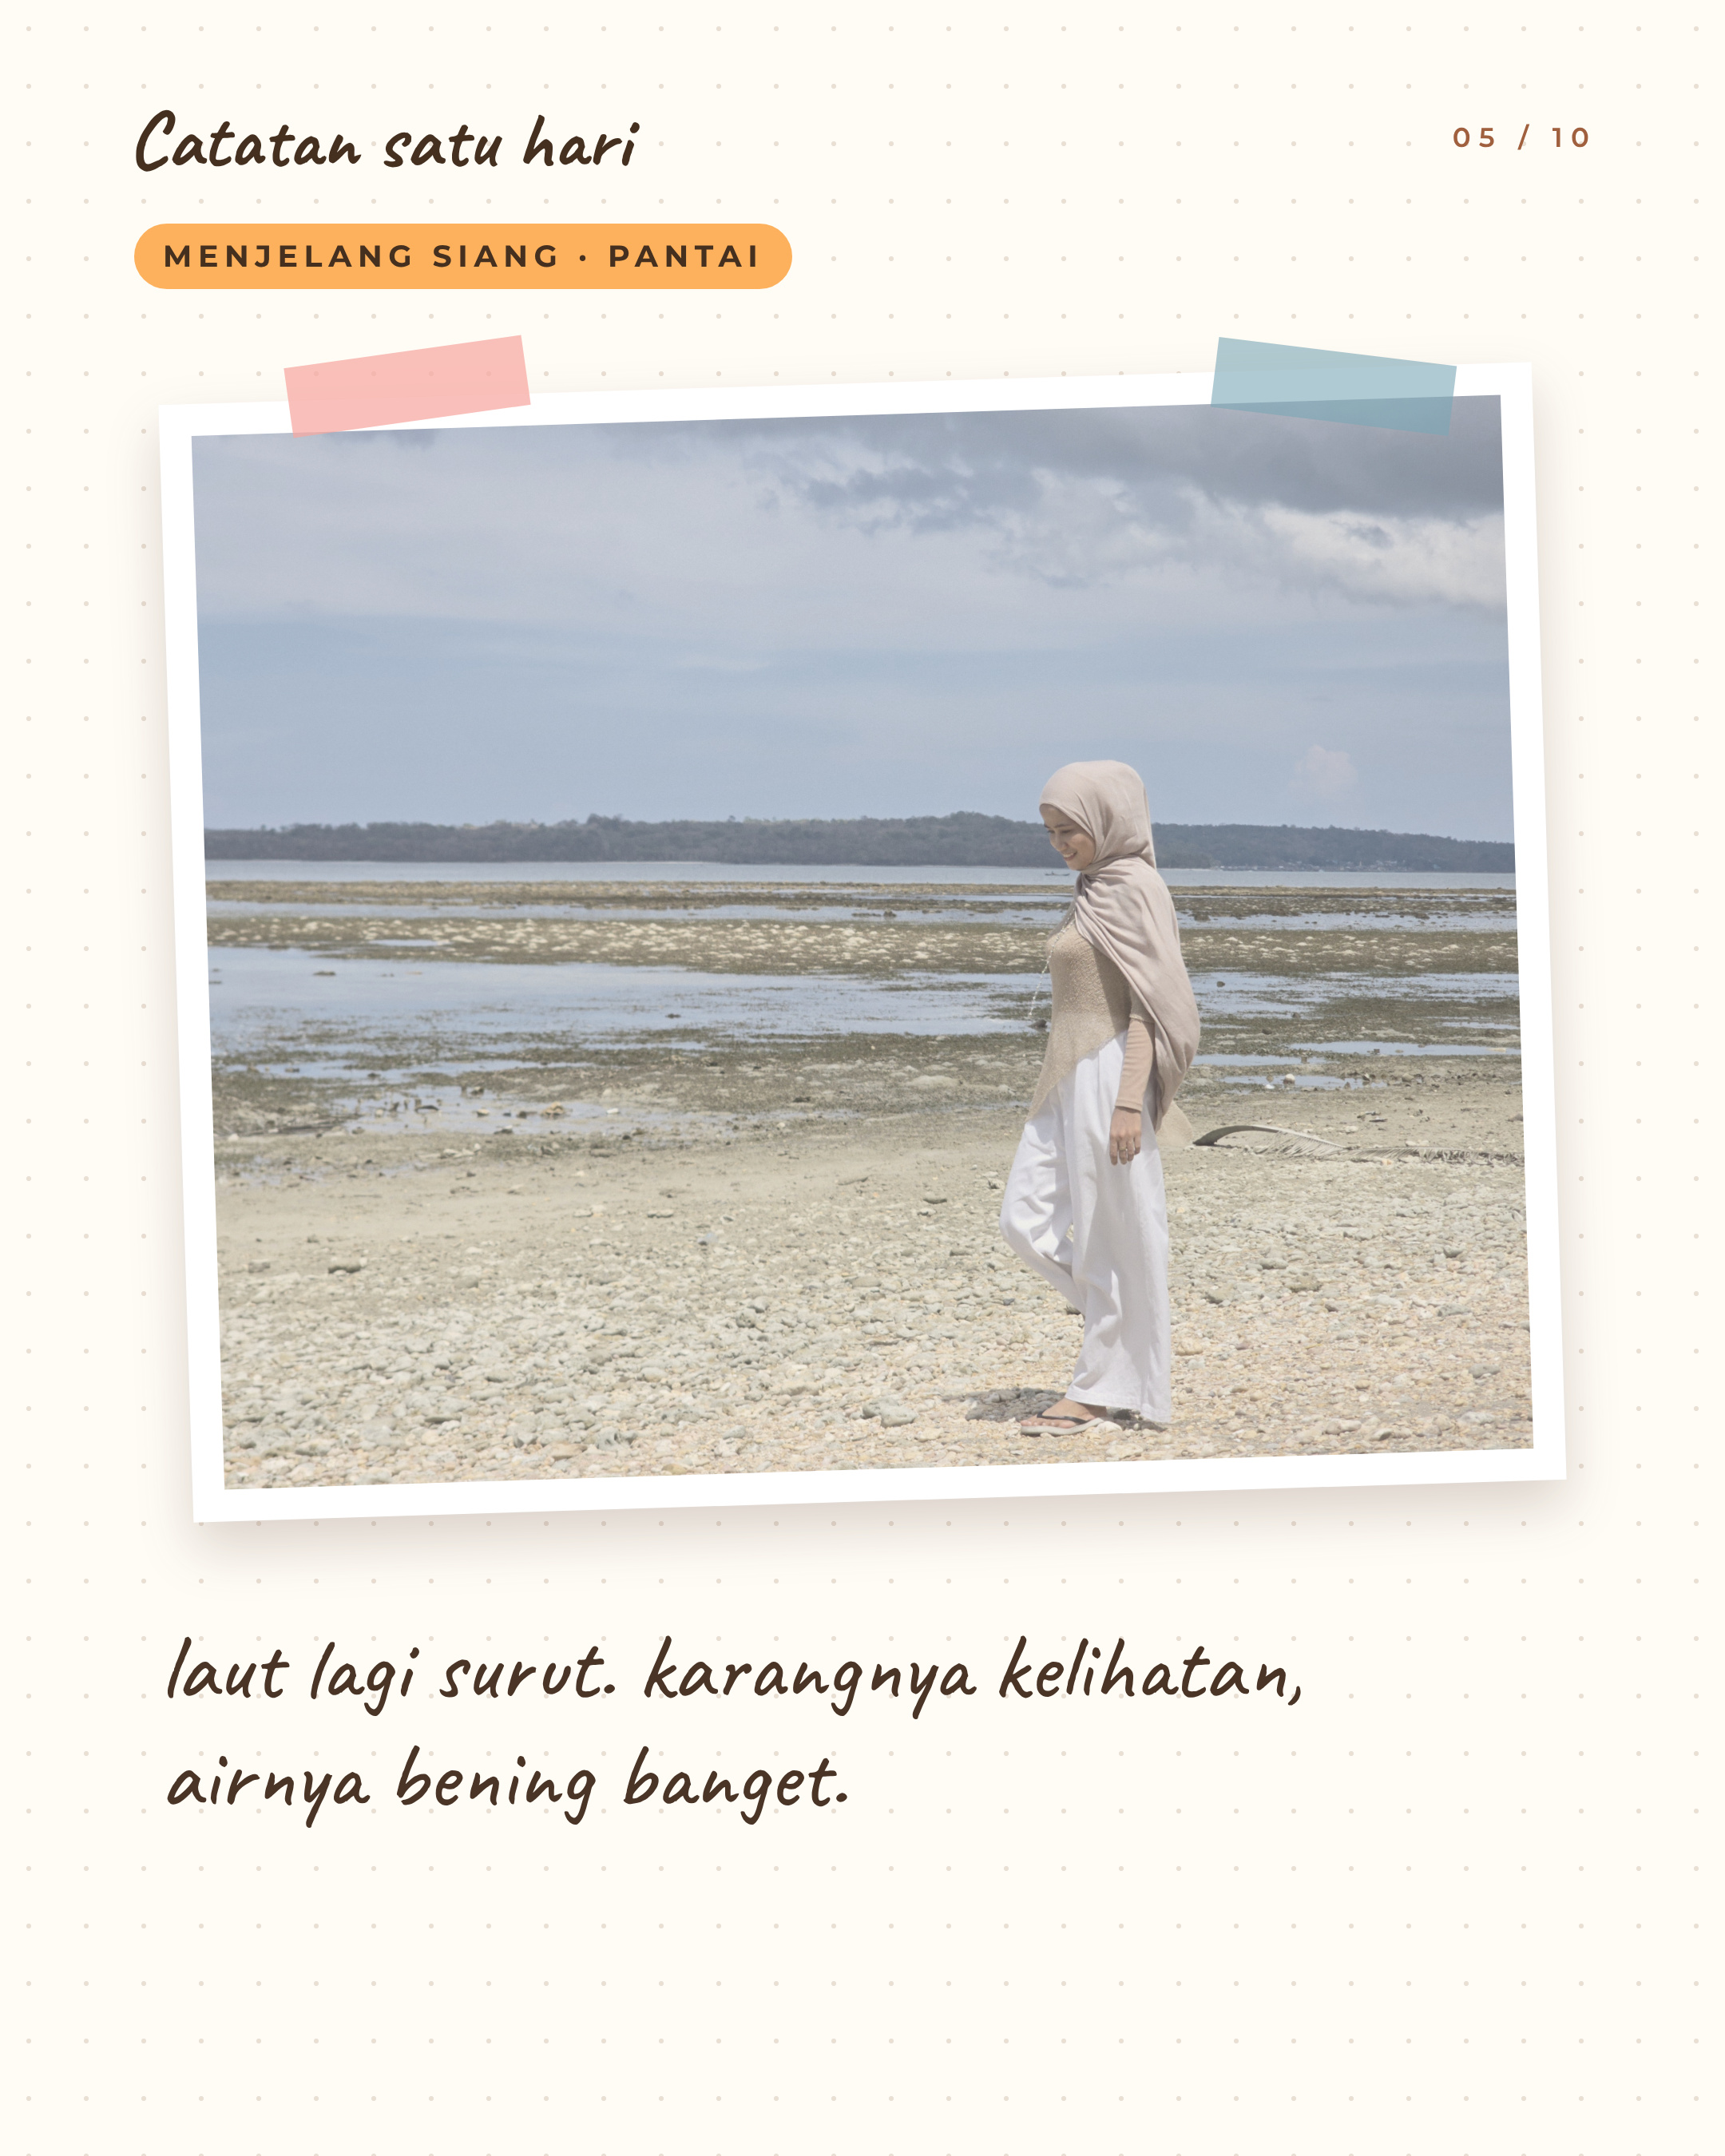 Catatan satu hari
05 / 10
MENJELANG SIANG · PANTAI
laut lagi surut. karangnya kelihatan,
airnya bening banget.